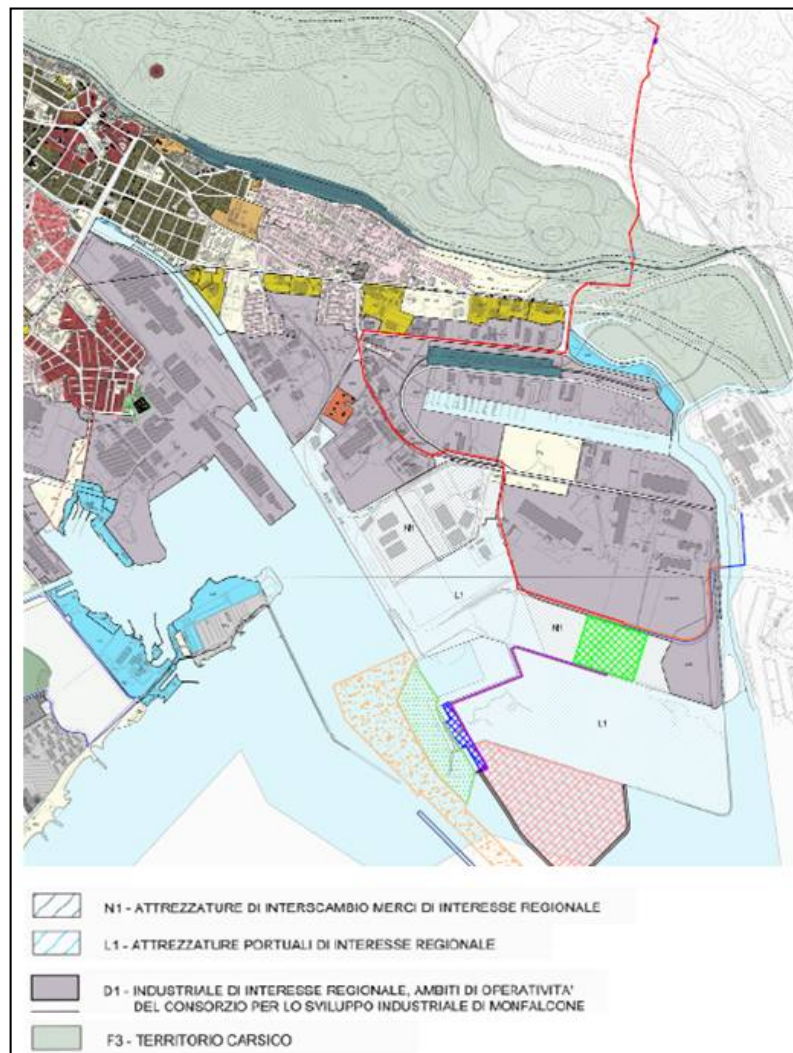 N1
L1
N1
L1
N1 - ATTREZZATURE DI INTERSCAMBIO MERCI DI INTERESSE REGIONALE
L1 - ATTREZZATURE PORTUALI DI INTERESSE REGIONALE
D1 - INDUSTRIALE DI INTERESSE REGIONALE, AMBITI DI OPERATIVITA'
DEL CONSORZIO PER LO SVILUPPO INDUSTRIALE DI MONFALCONE
F3 - TERRITORIO CARSICO